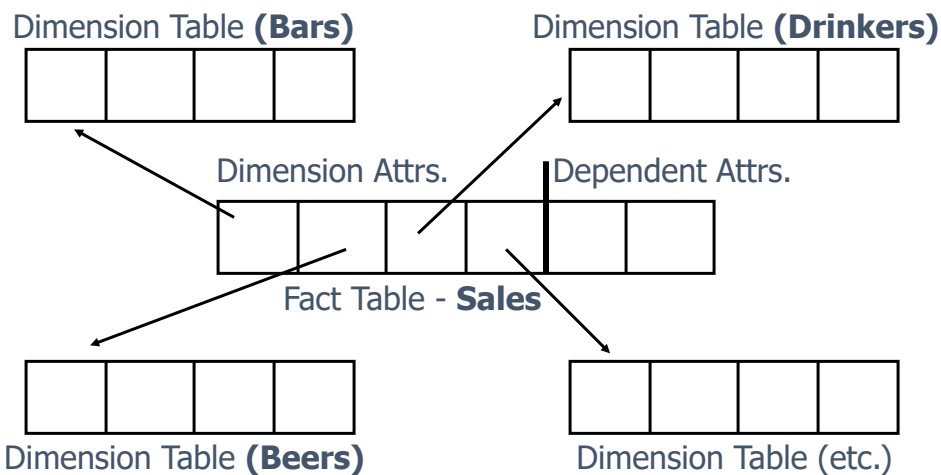 Dimension Table (Bars)
Dimension Table (Drinkers)
Dimension Attrs.
Dependent Attrs.
Fact Table - Sales
Dimension Table (Beers)
Dimension Table (etc.)